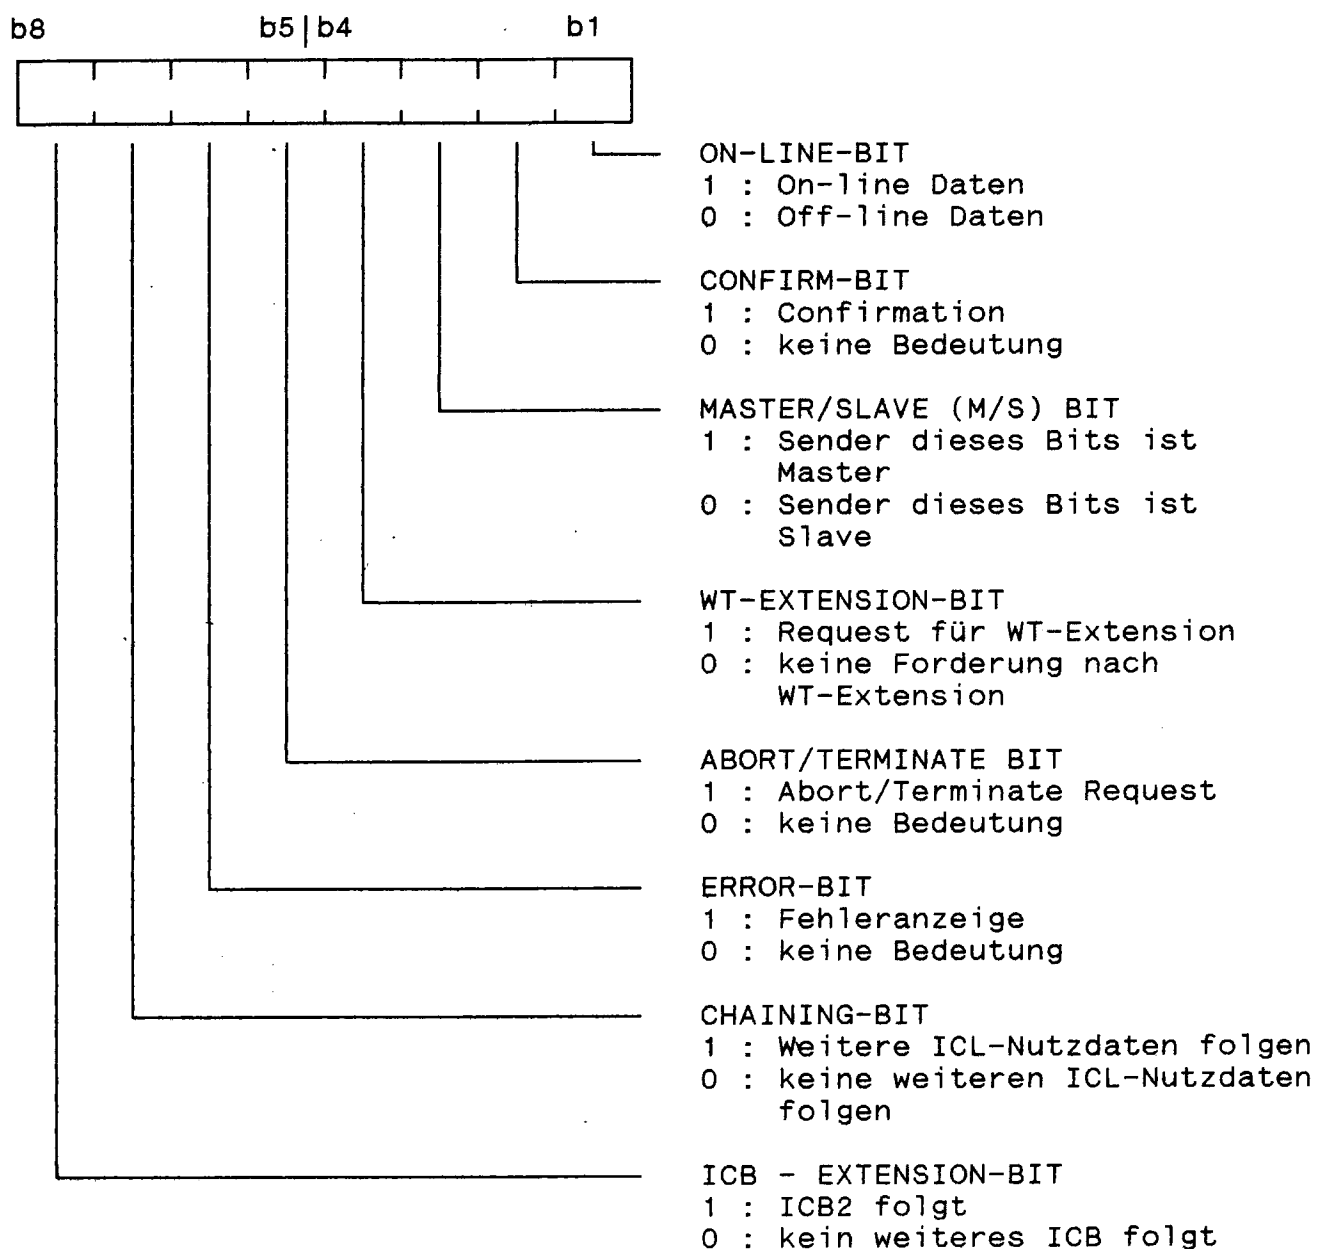 b8 b5 | b4 b1
ON-LINE-BIT
1 : On-line Daten
0 : Off-line Daten
CONFIRM-BIT
1 : Confirmation
0 : keine Bedeutung
MASTER/SLAVE (M/S) BIT
1 : Sender dieses Bits ist
Master
0 : Sender dieses Bits ist
Slave
WT-EXTENSION-BIT
1 : Request für WT-Extension
0 : keine Forderung nach
WT-Extension
ABORT/TERMINATE BIT
1 : Abort/Terminate Request
0 : keine Bedeutung
ERROR-BIT
1 : Fehleranzeige
0 : keine Bedeutung
CHAINING-BIT
1 : Weitere ICL-Nutzdaten folgen
0 : keine weiteren ICL-Nutzdaten
folgen
ICB - EXTENSION-BIT
1 : ICB2 folgt
0 : kein weiteres ICB folgt